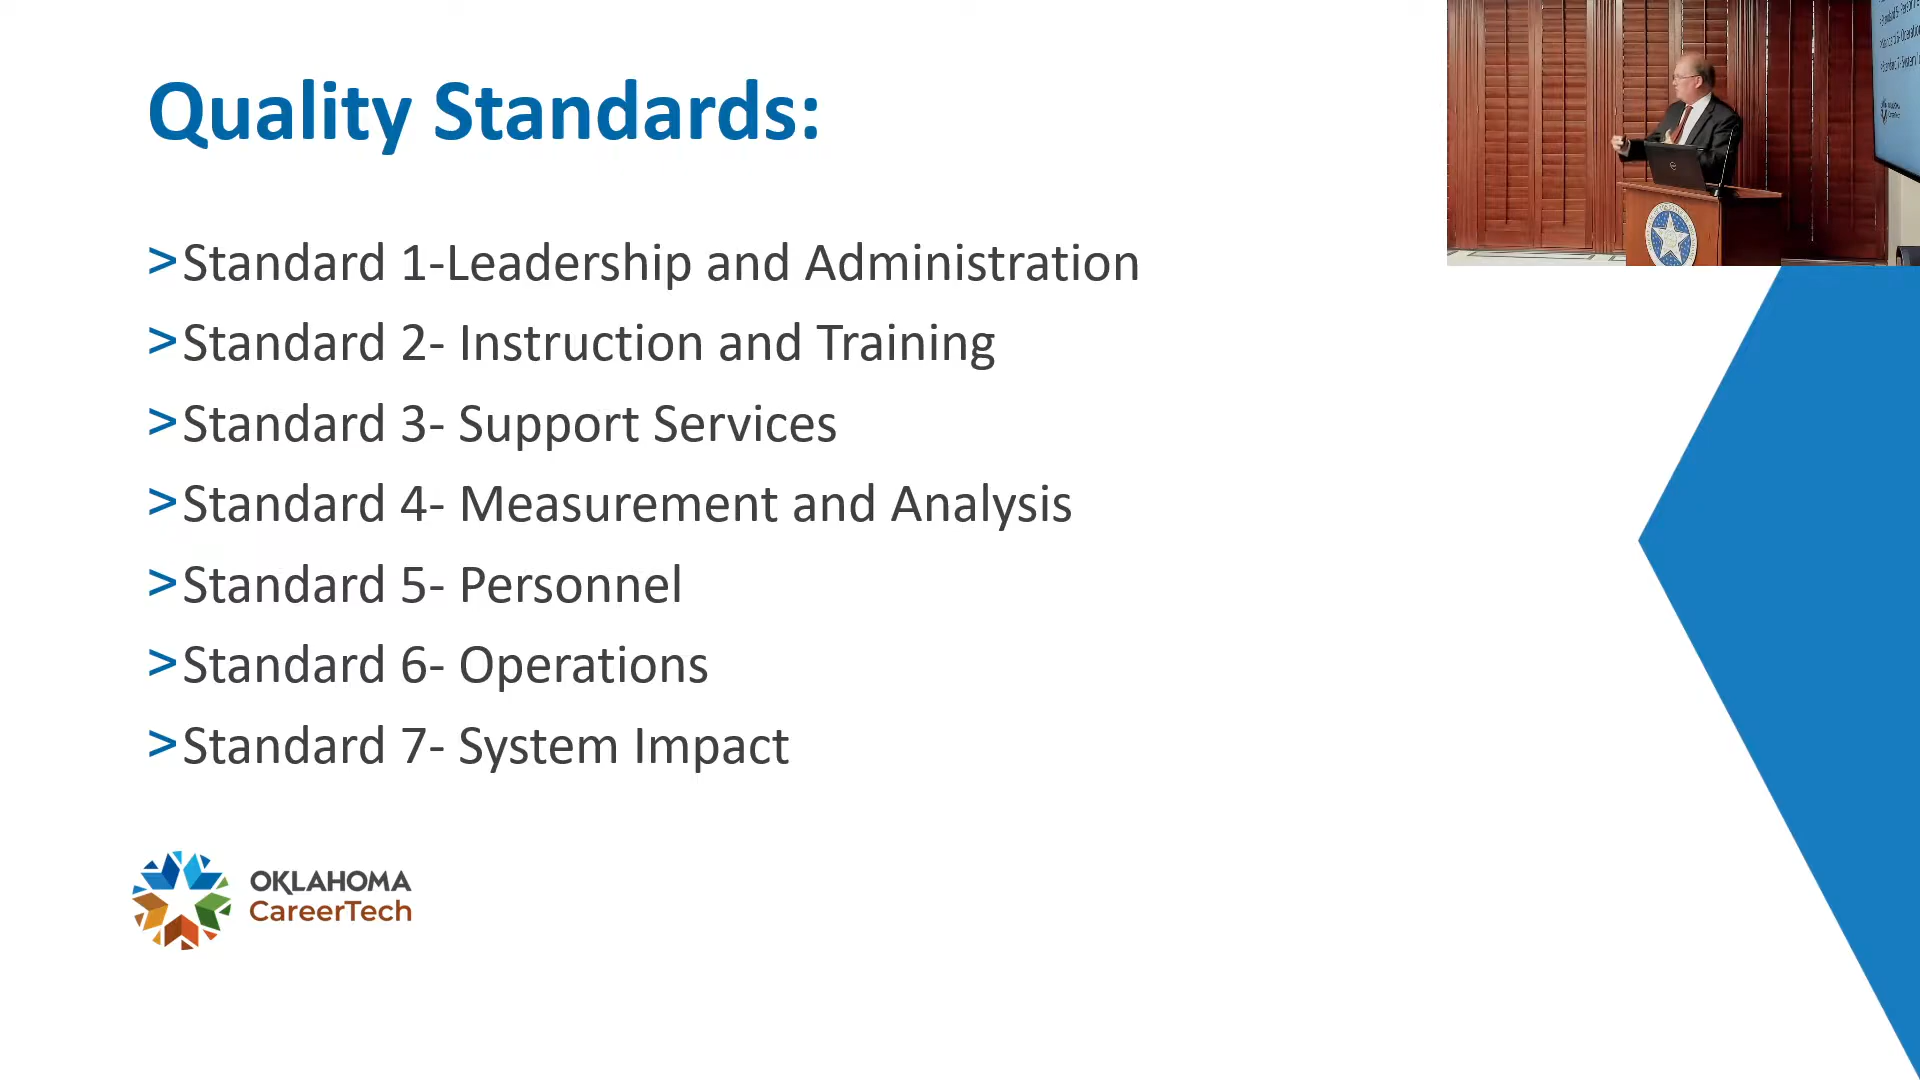 Quality Standards:
>Standard 1-Leadership and Administration
>Standard 2- Instruction and Training
>Standard 3- Support Services
>Standard 4- Measurement and Analysis
>Standard 5- Personnel
>Standard 6- Operations
>Standard 7- System Impact
OKLAHOMA
CareerTech